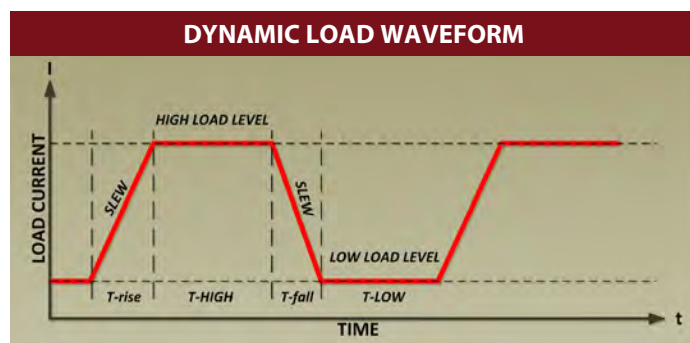 DYNAMIC LOAD WAVEFORM
I
HIGH LOAD LEVEL
LOAD CURRENT
SLEW
SLEW
LOW LOAD LEVEL
T-rise
T-HIGH
T-fall
T-LOW
t
TIME